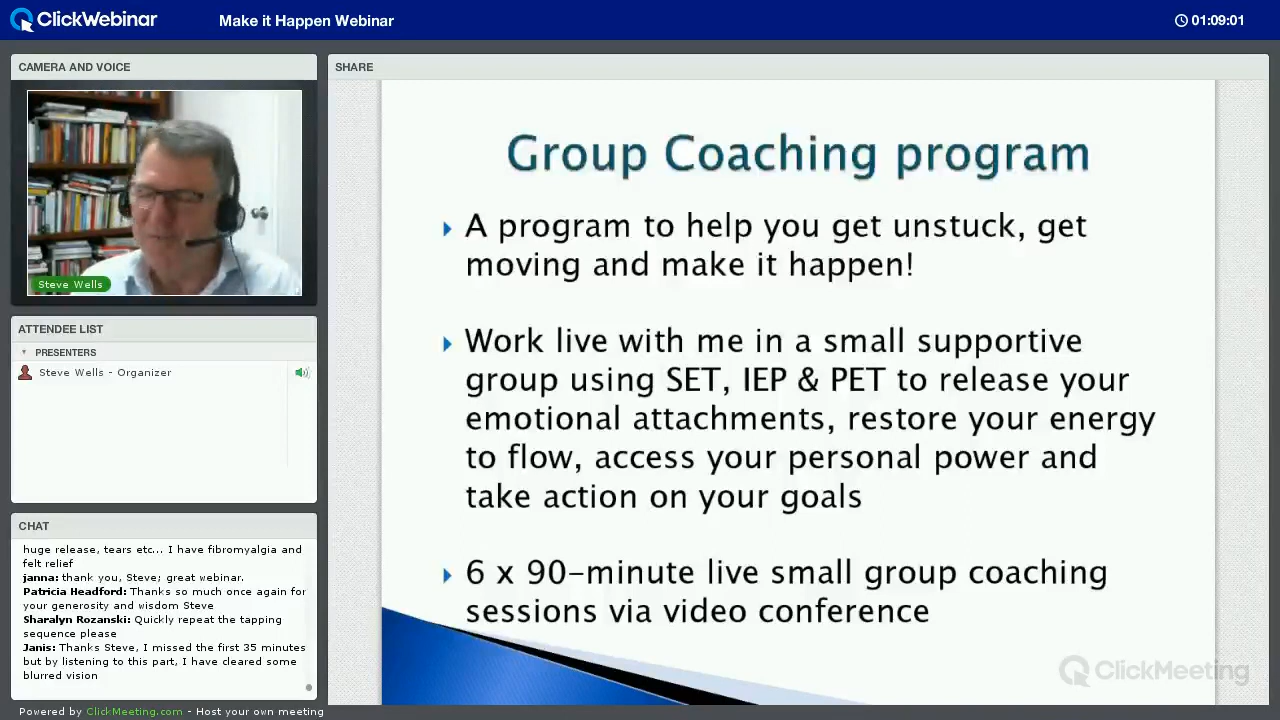 ClickWebinar
Make it Happen Webinar
01:09:01
CAMERA AND VOICE
Steve Wells
ATTENDEE LIST
PRESENTERS
Steve Wells - Organizer
CHAT
huge release, tears etc... I have fibromyalgia and
felt relief
janna: thank you, Steve; great webinar.
Patricia Headford: Thanks so much once again for
your generosity and wisdom Steve
Sharalyn Rozanski: Quickly repeat the tapping
sequence please
Janis: Thanks Steve, I missed the first 35 minutes
but by listening to this part, I have cleared some
blurred vision
Powered by ClickMeeting.com - Host your own meeting
SHARE
Group Coaching program
A program to help you get unstuck, get
moving and make it happen!
Work live with me in a small supportive
group using SET, IEP & PET to release your
emotional attachments, restore your energy
to flow, access your personal power and
take action on your goals
6 x 90-minute live small group coaching
sessions via video conference
ClickMeeting